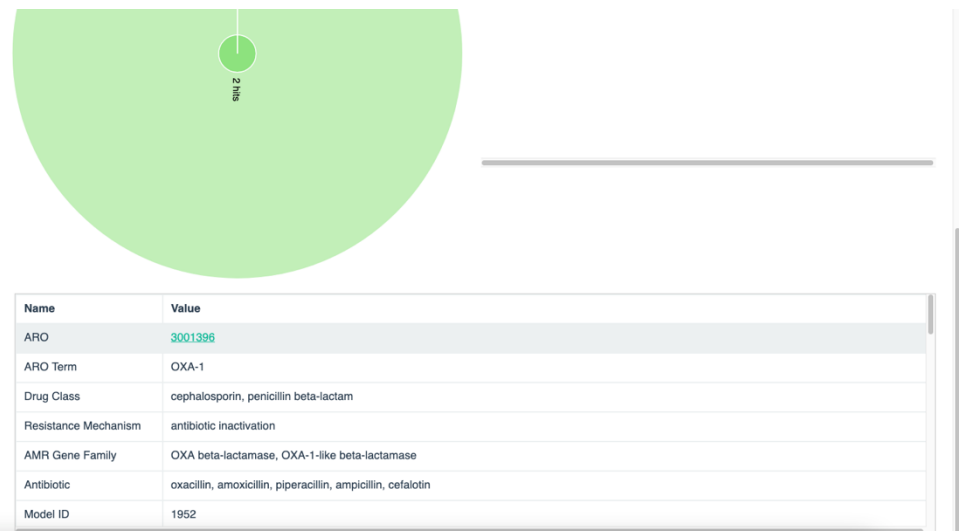 2 hits
Name Value
ARO 3001396
ARO Term OXA-1
Drug Class cephalosporin, penicillin beta-lactam
Resistance Mechanism antibiotic inactivation
AMR Gene Family OXA beta-lactamase, OXA-1-like beta-lactamase
Antibiotic oxacillin, amoxicillin, piperacillin, ampicillin, cefalotin
Model ID 1952